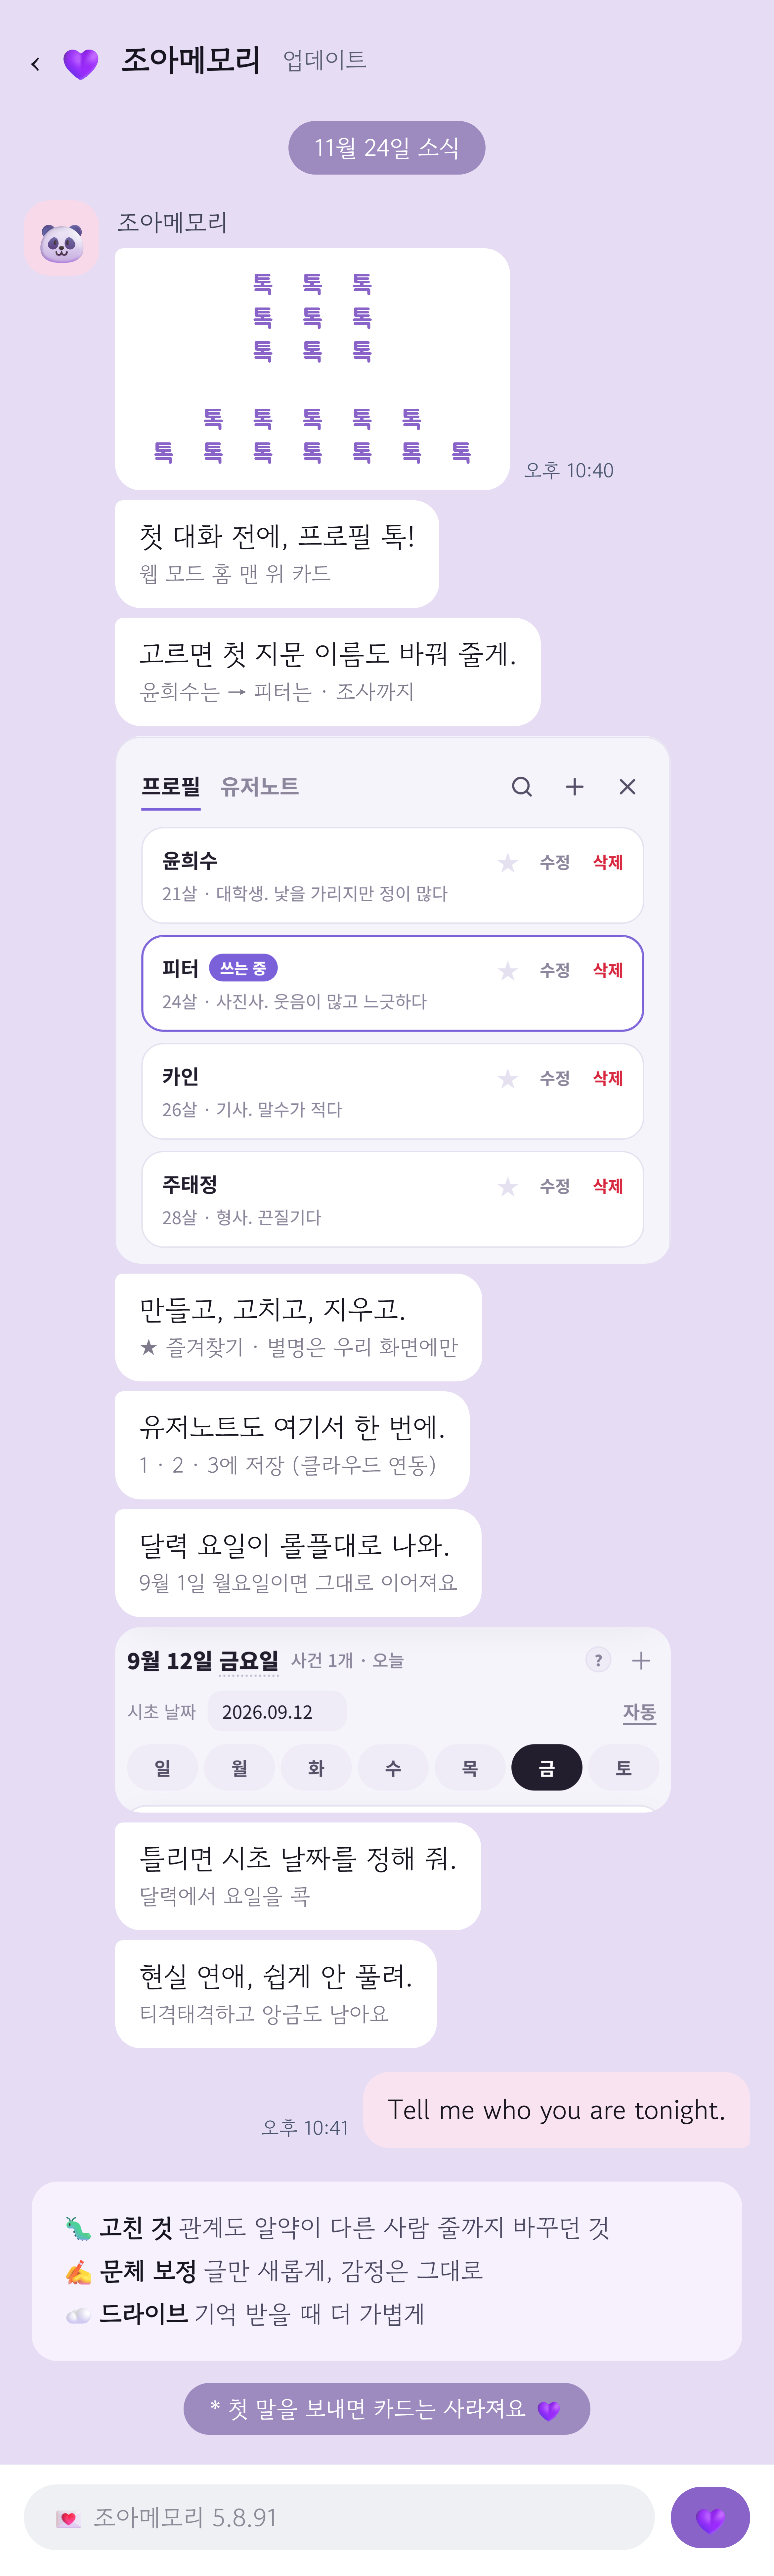 조아메모리 업데이트
11월 24일 소식
조아메모리
톡 톡 톡
톡 톡 톡
톡 톡 톡
톡 톡 톡 톡 톡
톡 톡 톡 톡 톡 톡 톡
오후 10:40
첫 대화 전에, 프로필 톡!
웹 모드 홈 맨 위 카드
고르면 첫 지문 이름도 바꿔 줄게.
윤희수는 → 피터는 · 조사까지
프로필 유저노트
윤희수 ★ 수정 삭제
21살 · 대학생. 낯을 가리지만 정이 많다
피터 쓰는 중 ★ 수정 삭제
24살 · 사진사. 웃음이 많고 느긋하다
카인 ★ 수정 삭제
26살 · 기사. 말수가 적다
주태정 ★ 수정 삭제
28살 · 형사. 끈질기다
만들고, 고치고, 지우고.
★ 즐겨찾기 · 별명은 우리 화면에만
유저노트도 여기서 한 번에.
1 · 2 · 3에 저장 (클라우드 연동)
달력 요일이 롤플대로 나와.
9월 1일 월요일이면 그대로 이어져요
9월 12일 금요일 사건 1개 · 오늘 ?
시초 날짜 2026.09.12 자동
일 월 화 수 목 금 토
틀리면 시초 날짜를 정해 줘.
달력에서 요일을 콕
현실 연애, 쉽게 안 풀려.
티격태격하고 앙금도 남아요
Tell me who you are tonight.
오후 10:41
🐛 고친 것 관계도 알약이 다른 사람 줄까지 바꾸던 것
✍️ 문체 보정 글만 새롭게, 감정은 그대로
☁️ 드라이브 기억 받을 때 더 가볍게
* 첫 말을 보내면 카드는 사라져요 💜
💌 조아메모리 5.8.91